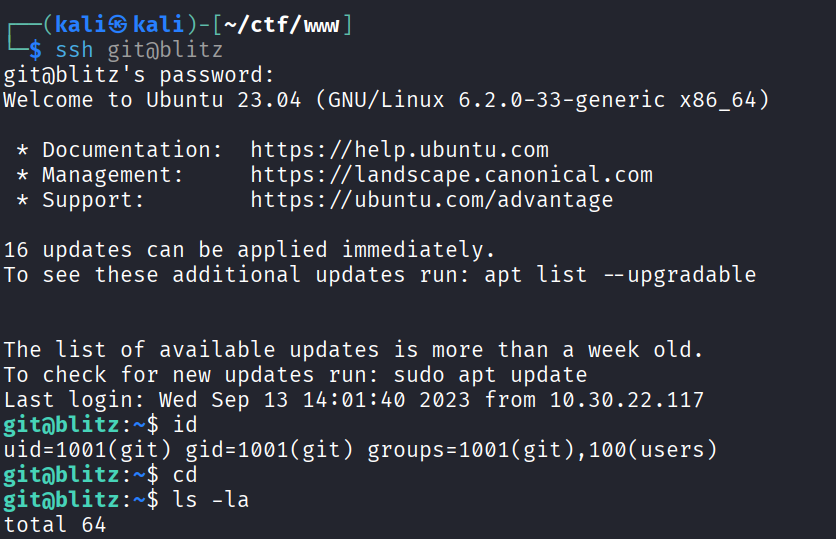 ┌──(kali㉿kali)-[~/ctf/www]
└─$ ssh git@blitz
git@blitz's password:
Welcome to Ubuntu 23.04 (GNU/Linux 6.2.0-33-generic x86_64)
* Documentation:  https://help.ubuntu.com
* Management:     https://landscape.canonical.com
* Support:        https://ubuntu.com/advantage
16 updates can be applied immediately.
To see these additional updates run: apt list --upgradable
The list of available updates is more than a week old.
To check for new updates run: sudo apt update
Last login: Wed Sep 13 14:01:40 2023 from 10.30.22.117
git@blitz:~$ id
uid=1001(git) gid=1001(git) groups=1001(git),100(users)
git@blitz:~$ cd
git@blitz:~$ ls -la
total 64